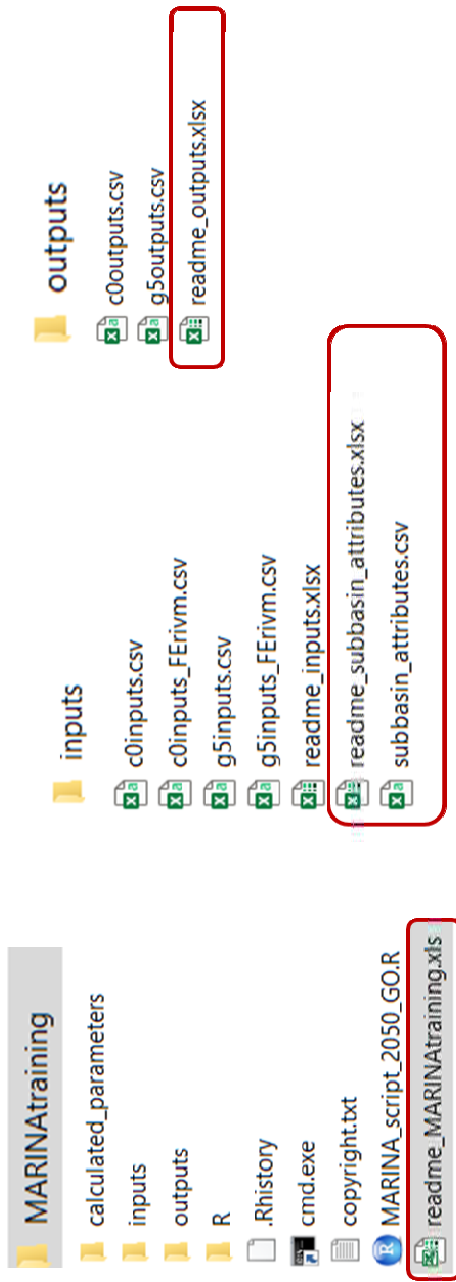 MARINAtraining
calculated_parameters
inputs
outputs
R
.Rhistory
cmd.exe
copyright.txt
MARINA_script_2050_GO.R
readme_MARINAtraining.xls
inputs
c0inputs.csv
c0inputs_FErivm.csv
g5inputs.csv
g5inputs_FErivm.csv
readme_inputs.xlsx
readme_subbasin_attributes.xlsx
subbasin_attributes.csv
outputs
c0outputs.csv
g5outputs.csv
readme_outputs.xlsx